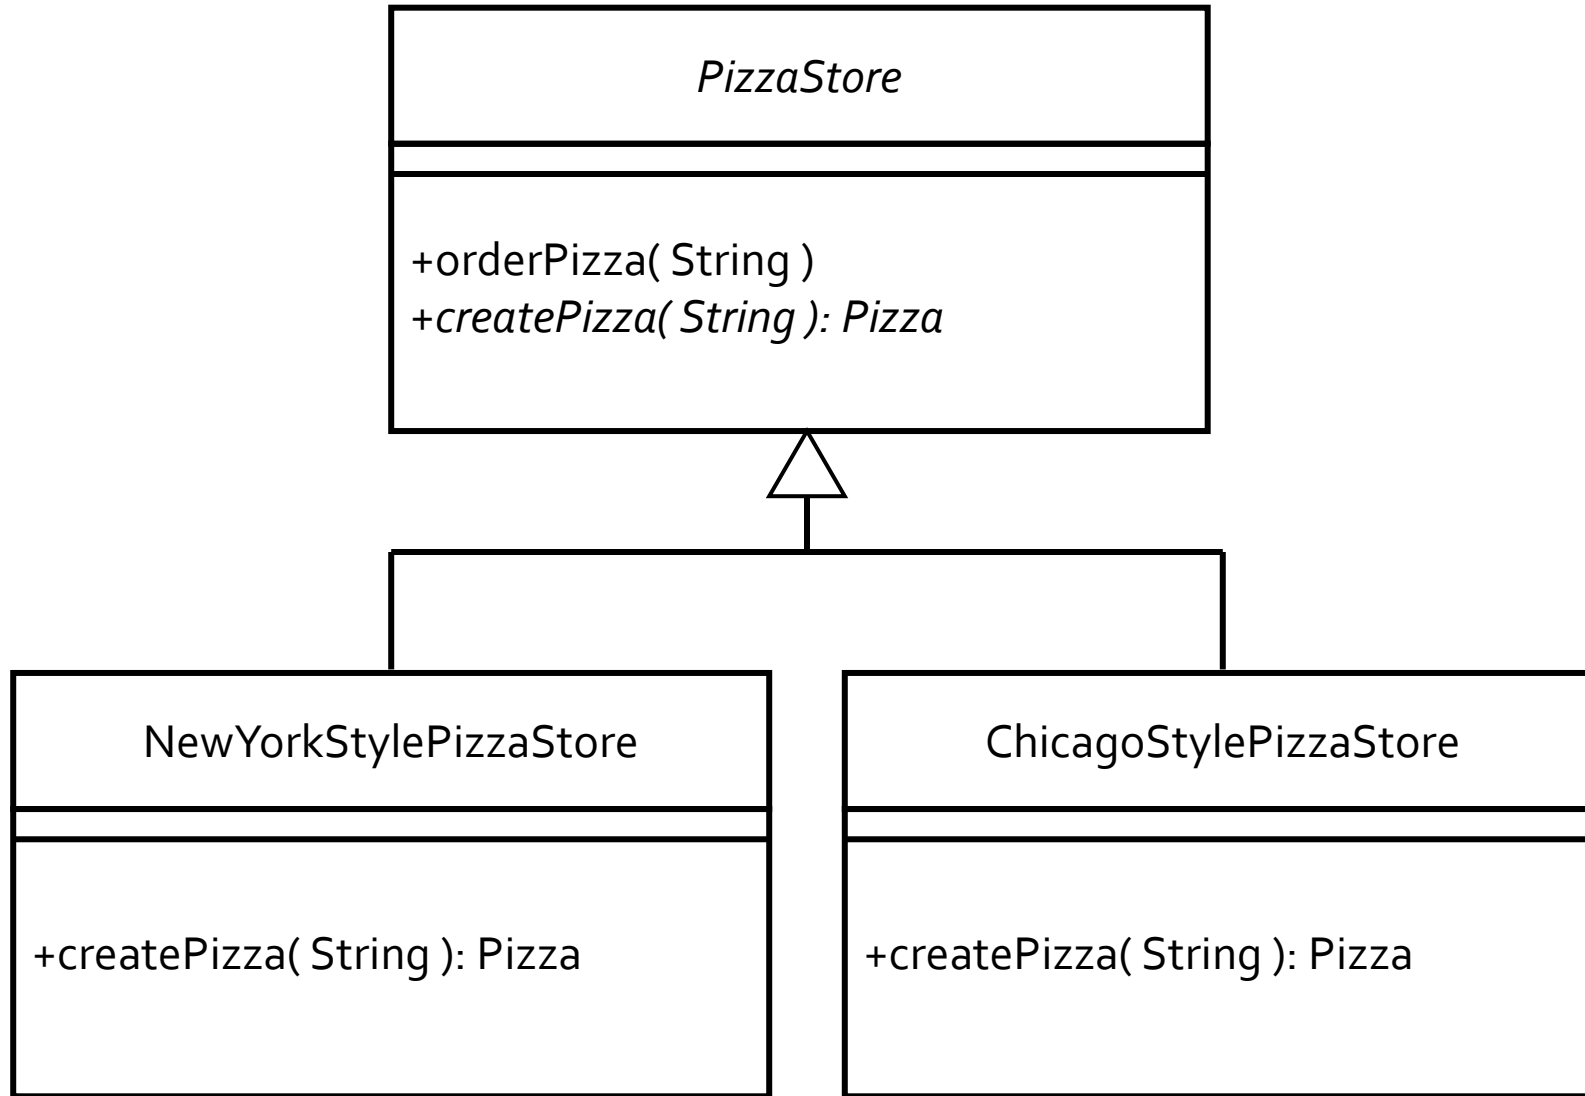 PizzaStore
+orderPizza( String )
+createPizza( String ): Pizza
NewYorkStylePizzaStore
+createPizza( String ): Pizza
ChicagoStylePizzaStore
+createPizza( String ): Pizza